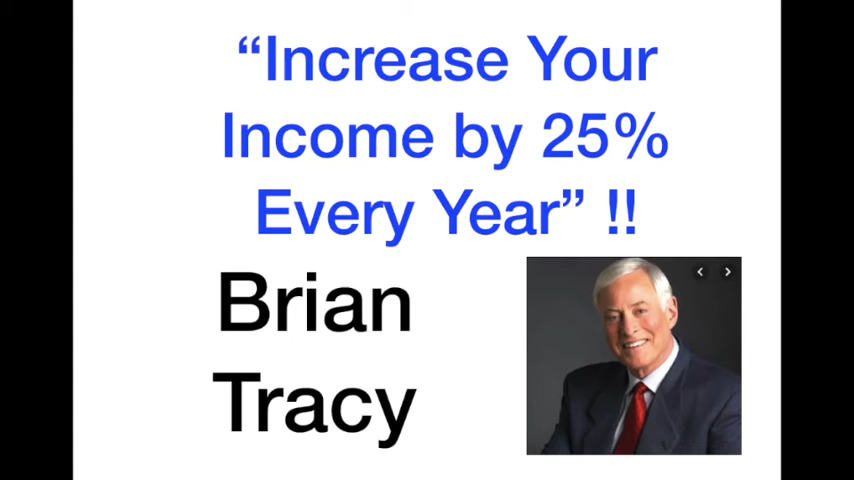 “Increase Your
Income by 25%
Every Year” !!
Brian
Tracy